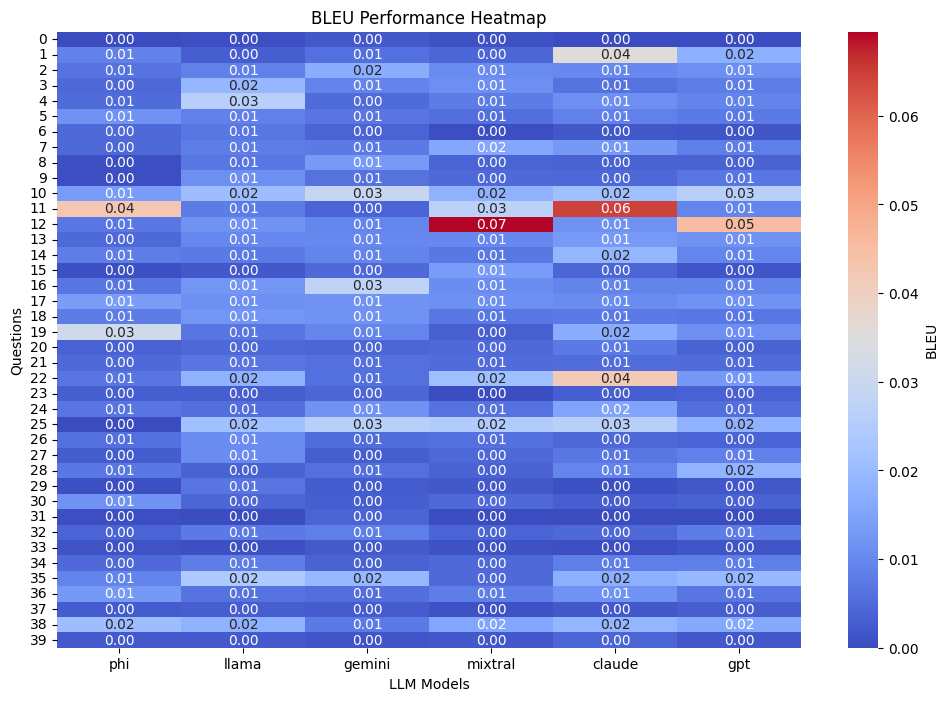 BLEU Performance Heatmap
0 0.00 0.00 0.00 0.00 0.00 0.00
1 0.01 0.00 0.01 0.00 0.04 0.02
2 0.01 0.01 0.02 0.01 0.01 0.01
3 0.00 0.02 0.01 0.01 0.01 0.01
4 0.01 0.03 0.00 0.01 0.01 0.01
5 0.01 0.01 0.01 0.01 0.01 0.01
6 0.00 0.01 0.00 0.00 0.00 0.00
7 0.00 0.01 0.01 0.02 0.01 0.01
8 0.00 0.01 0.01 0.00 0.00 0.00
9 0.00 0.01 0.01 0.00 0.00 0.01
10 0.01 0.02 0.03 0.02 0.02 0.03
11 0.04 0.01 0.00 0.03 0.06 0.01
12 0.01 0.01 0.01 0.07 0.01 0.05
13 0.00 0.01 0.01 0.01 0.01 0.01
14 0.01 0.01 0.01 0.01 0.02 0.01
15 0.00 0.00 0.00 0.01 0.00 0.00
16 0.01 0.01 0.03 0.01 0.01 0.01
17 0.01 0.01 0.01 0.01 0.01 0.01
18 0.01 0.01 0.01 0.01 0.01 0.01
19 0.03 0.01 0.01 0.00 0.02 0.01
20 0.00 0.00 0.00 0.00 0.01 0.00
21 0.00 0.01 0.01 0.01 0.01 0.01
22 0.01 0.02 0.01 0.02 0.04 0.01
23 0.00 0.00 0.00 0.00 0.00 0.00
24 0.01 0.01 0.01 0.01 0.02 0.01
25 0.00 0.02 0.03 0.02 0.03 0.02
26 0.01 0.01 0.01 0.01 0.00 0.00
27 0.00 0.01 0.00 0.00 0.01 0.01
28 0.01 0.00 0.01 0.00 0.01 0.02
29 0.00 0.01 0.00 0.00 0.00 0.00
30 0.01 0.00 0.00 0.00 0.00 0.00
31 0.00 0.00 0.00 0.00 0.00 0.00
32 0.00 0.01 0.01 0.00 0.00 0.01
33 0.00 0.00 0.00 0.00 0.00 0.00
34 0.00 0.01 0.00 0.00 0.01 0.01
35 0.01 0.02 0.02 0.00 0.02 0.02
36 0.01 0.01 0.01 0.01 0.01 0.01
37 0.00 0.00 0.00 0.00 0.00 0.00
38 0.02 0.02 0.01 0.02 0.02 0.02
39 0.00 0.00 0.00 0.00 0.00 0.00
phi llama gemini mixtral claude gpt
LLM Models
Questions
0.06
0.05
0.04
0.03
0.02
0.01
0.00
BLEU